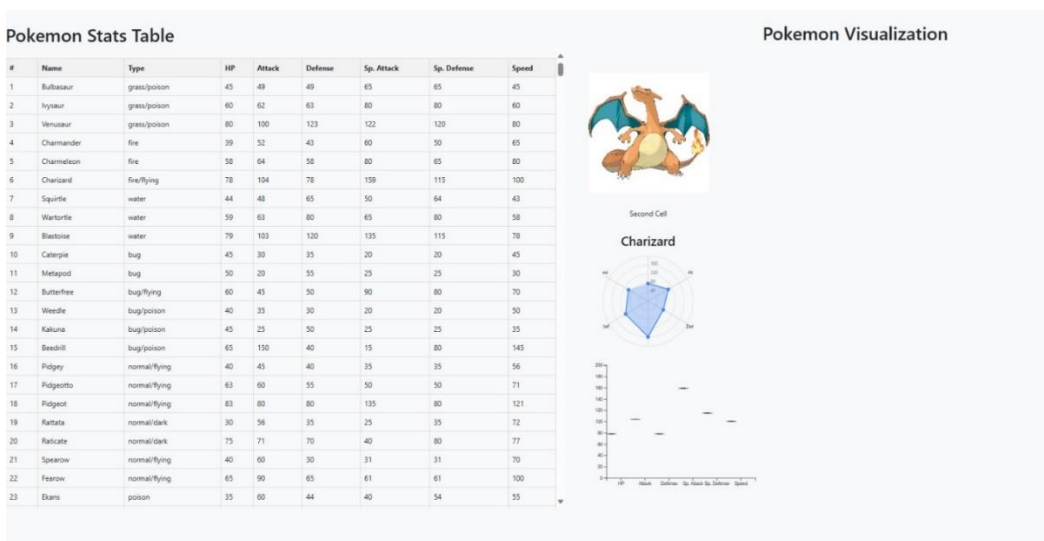 Pokemon Stats Table
# Name Type HP Attack Defense Sp. Attack Sp. Defense Speed
1 Bulbasaur grass/poison 45 49 49 65 65 45
2 Ivysaur grass/poison 60 62 63 80 80 60
3 Venusaur grass/poison 80 100 123 122 120 80
4 Charmander fire 39 52 43 60 50 65
5 Charmeleon fire 58 64 58 80 65 80
6 Charizard fire/flying 78 104 78 159 115 100
7 Squirtle water 44 48 65 50 64 43
8 Wartortle water 59 63 80 65 80 58
9 Blastoise water 79 103 120 135 115 78
10 Caterpie bug 45 30 35 20 20 45
11 Metapod bug 50 20 55 25 25 30
12 Butterfree bug/flying 60 45 50 90 80 70
13 Weedle bug/poison 40 35 30 20 20 50
14 Kakuna bug/poison 45 25 50 25 25 35
15 Beedrill bug/poison 65 150 40 15 80 145
16 Pidgey normal/flying 40 45 40 35 35 56
17 Pidgeotto normal/flying 63 60 55 50 50 71
18 Pidgeot normal/flying 83 80 80 135 80 121
19 Rattata normal/dark 30 56 35 25 35 72
20 Raticate normal/dark 75 71 70 40 80 77
21 Spearow normal/flying 40 60 30 31 31 70
22 Fearow normal/flying 65 90 65 61 61 100
23 Ekans poison 35 60 44 40 54 55
Pokemon Visualization
Second Cell
Charizard
200
180
160
140
120
100
80
60
40
20
0
HP Attack Defense Sp. Attack Sp. Defense Speed